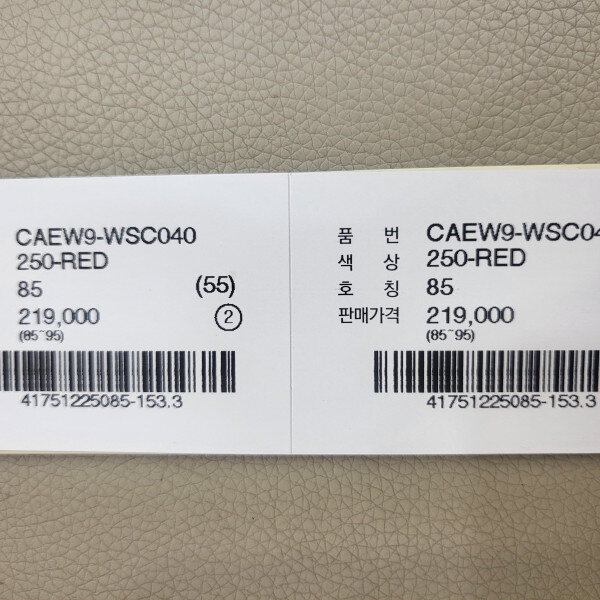 CAEW9-WSC040
250-RED
85 (55)
219,000 ②
(85~95)
41751225085-153.3
품 번 CAEW9-WSC04
색 상 250-RED
호 칭 85
판매가격 219,000
(85~95)
41751225085-153.3